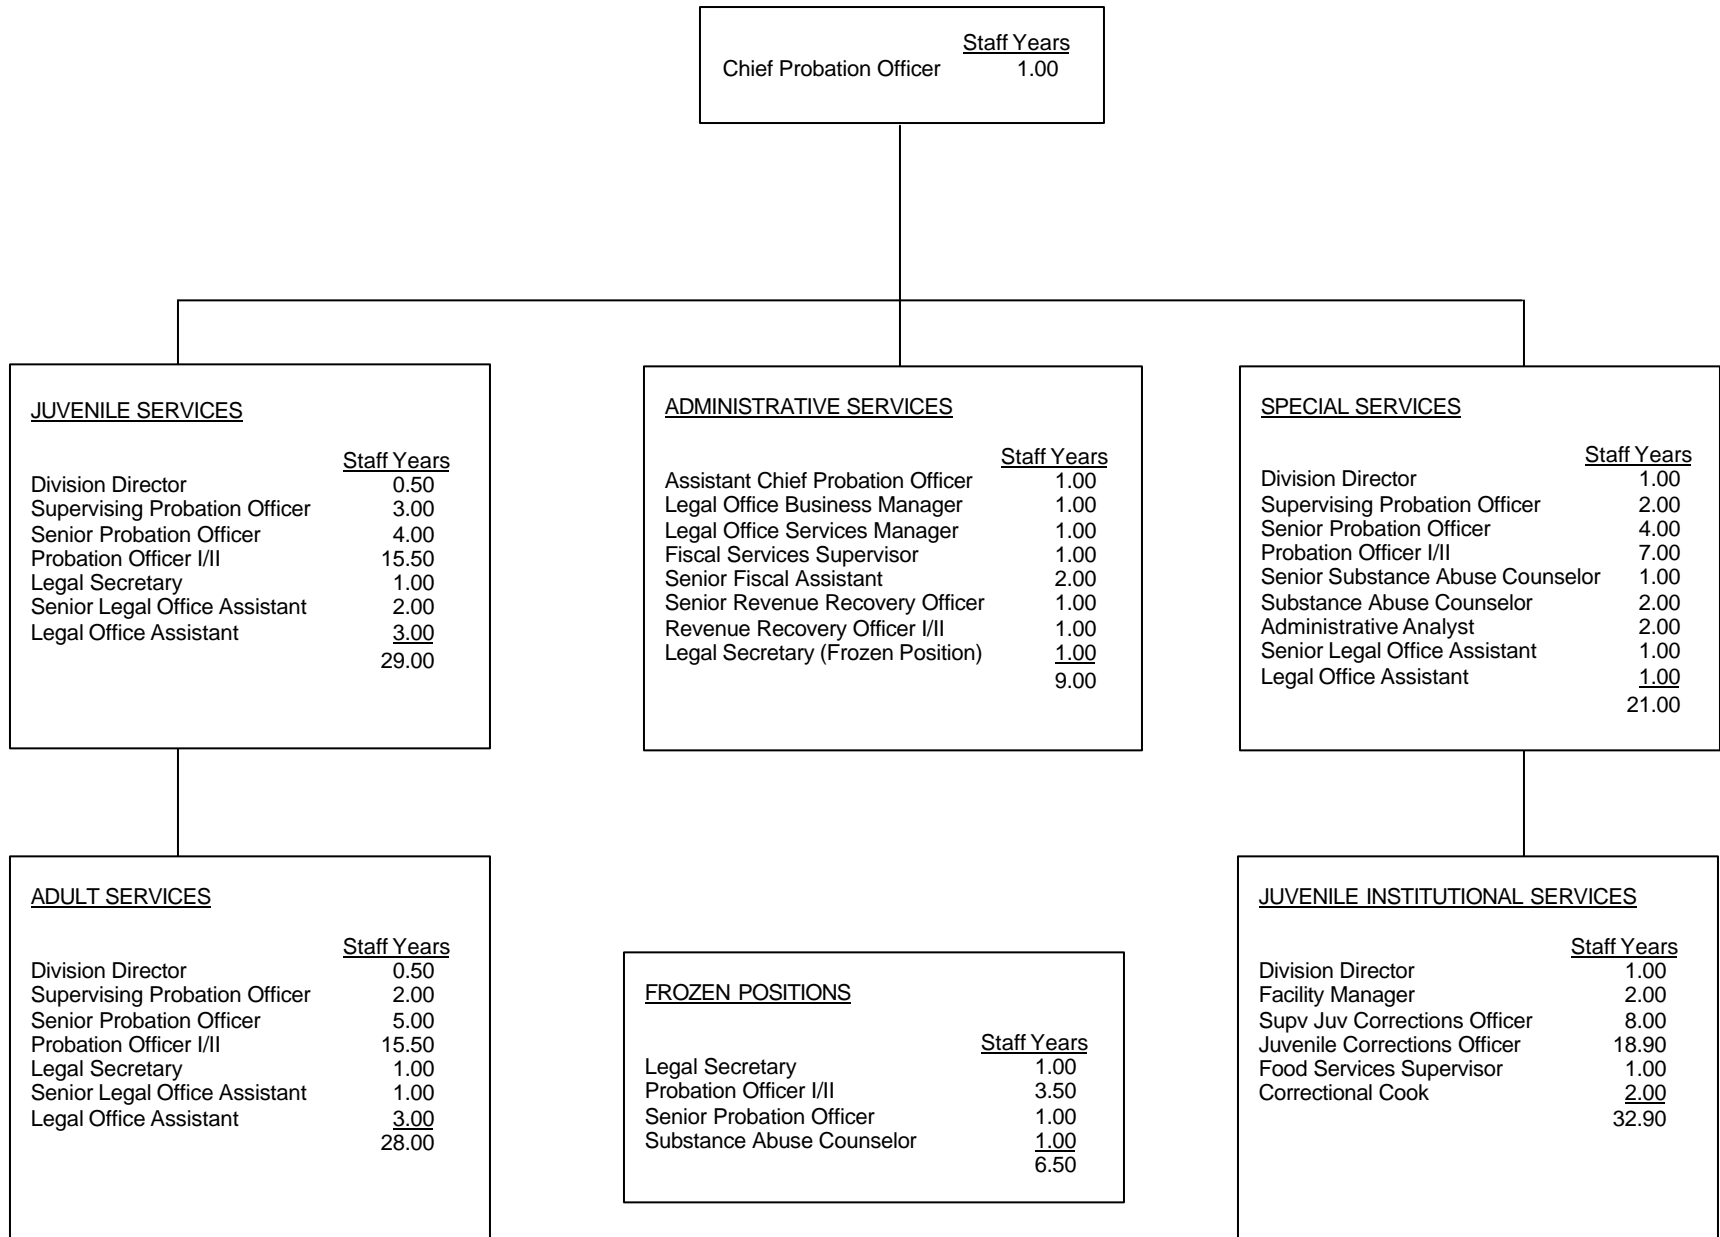 Staff Years
Chief Probation Officer 1.00
JUVENILE SERVICES
Staff Years
Division Director 0.50
Supervising Probation Officer 3.00
Senior Probation Officer 4.00
Probation Officer I/II 15.50
Legal Secretary 1.00
Senior Legal Office Assistant 2.00
Legal Office Assistant 3.00
29.00
ADMINISTRATIVE SERVICES
Staff Years
Assistant Chief Probation Officer 1.00
Legal Office Business Manager 1.00
Legal Office Services Manager 1.00
Fiscal Services Supervisor 1.00
Senior Fiscal Assistant 2.00
Senior Revenue Recovery Officer 1.00
Revenue Recovery Officer I/II 1.00
Legal Secretary (Frozen Position) 1.00
9.00
SPECIAL SERVICES
Staff Years
Division Director 1.00
Supervising Probation Officer 2.00
Senior Probation Officer 4.00
Probation Officer I/II 7.00
Senior Substance Abuse Counselor 1.00
Substance Abuse Counselor 2.00
Administrative Analyst 2.00
Senior Legal Office Assistant 1.00
Legal Office Assistant 1.00
21.00
ADULT SERVICES
Staff Years
Division Director 0.50
Supervising Probation Officer 2.00
Senior Probation Officer 5.00
Probation Officer I/II 15.50
Legal Secretary 1.00
Senior Legal Office Assistant 1.00
Legal Office Assistant 3.00
28.00
FROZEN POSITIONS
Staff Years
Legal Secretary 1.00
Probation Officer I/II 3.50
Senior Probation Officer 1.00
Substance Abuse Counselor 1.00
6.50
JUVENILE INSTITUTIONAL SERVICES
Staff Years
Division Director 1.00
Facility Manager 2.00
Supv Juv Corrections Officer 8.00
Juvenile Corrections Officer 18.90
Food Services Supervisor 1.00
Correctional Cook 2.00
32.90